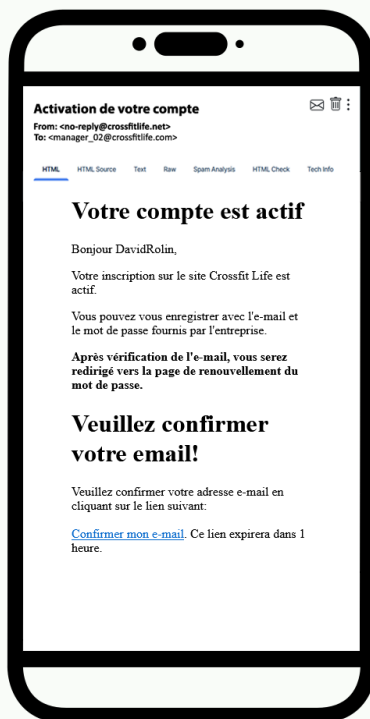 Activation de votre compte
From: <no-reply@crossfitlife.net>
To: <manager_02@crossfitlife.com>
HTML HTML Source Text Raw Spam Analysis HTML Check Tech Info
Votre compte est actif
Bonjour DavidRolin,
Votre inscription sur le site Crossfit Life est
actif.
Vous pouvez vous enregistrer avec l'e-mail et
le mot de passe fournis par l'entreprise.
Après vérification de l'e-mail, vous serez
redirigé vers la page de renouvellement du
mot de passe.
Veuillez confirmer
votre email!
Veuillez confirmer votre adresse e-mail en
cliquant sur le lien suivant:
Confirmer mon e-mail. Ce lien expirera dans 1
heure.